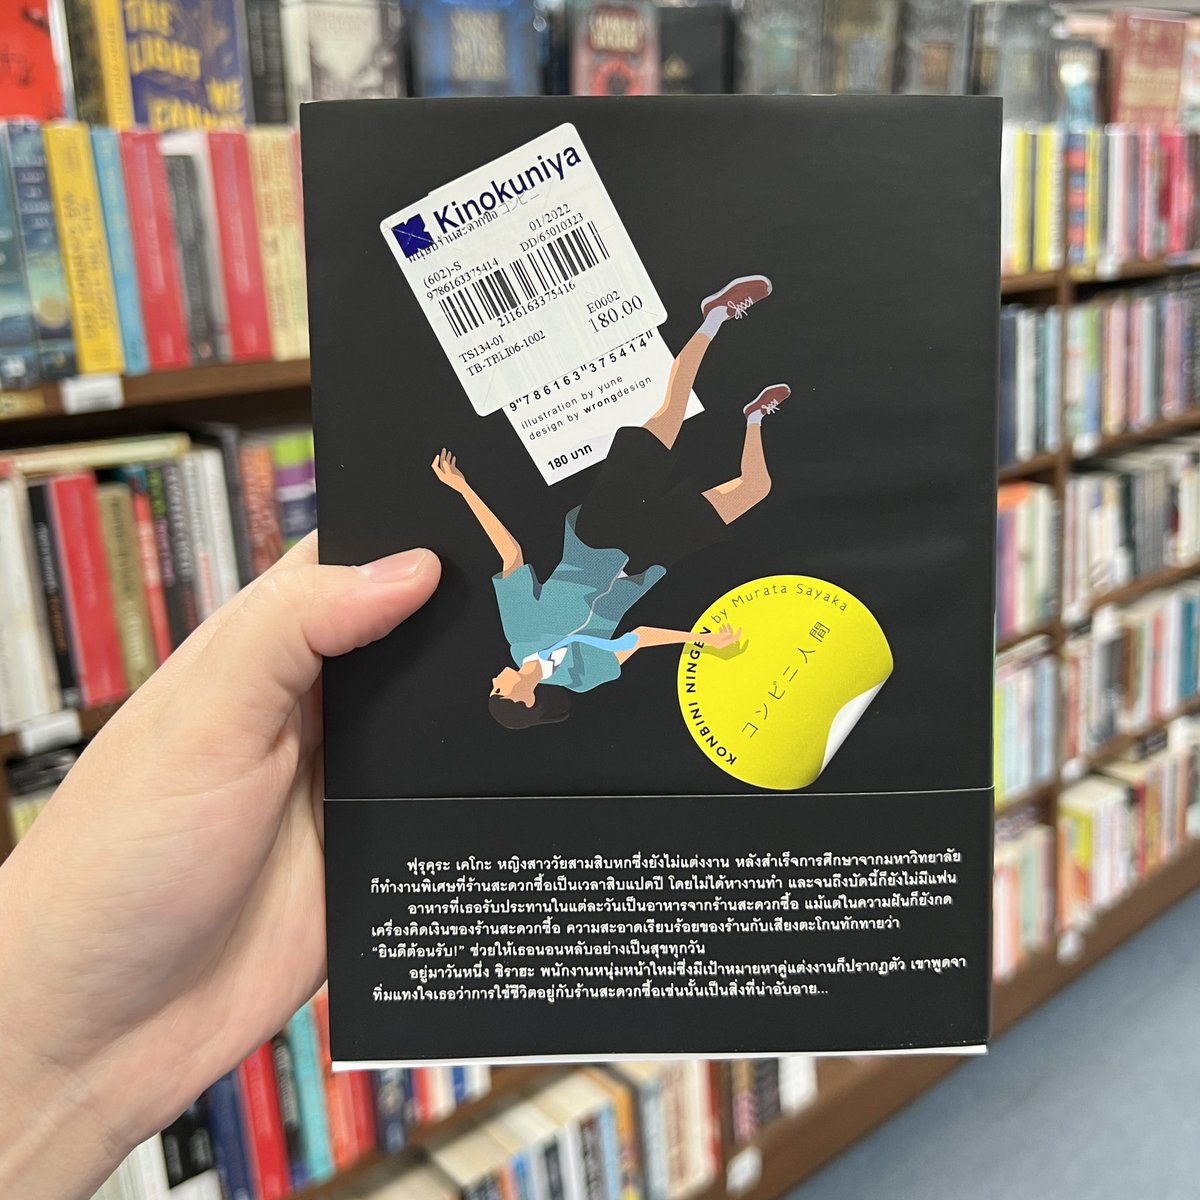 THE
LIGHT
WE
Kinokuniya
มนุษย์ร้านสะดวกซื้อ コンビニ
01/2022
(602)-S
DD/65010323
9786163375414
2116163375416
E0002
TS134-01
180.00
TB-TBLI06-1002
9"786163"375414"
illustration by yune
design by wrongdesign
180 บาท
KONBINI NINGEN by Murata Sayaka
コンビニ人間
ฟุรุคุระ เคโกะ หญิงสาววัยสามสิบหกซึ่งยังไม่แต่งงาน หลังสำเร็จการศึกษาจากมหาวิทยาลัย
ก็ทำงานพิเศษที่ร้านสะดวกซื้อเป็นเวลาสิบแปดปี โดยไม่ได้หางานทำ และจนถึงบัดนี้ก็ยังไม่มีแฟน
อาหารที่เธอรับประทานในแต่ละวันเป็นอาหารจากร้านสะดวกซื้อ แม้แต่ในความฝันก็ยังกด
เครื่องคิดเงินของร้านสะดวกซื้อ ความสะอาดเรียบร้อยของร้านกับเสียงตะโกนทักทายว่า
“ยินดีต้อนรับ!” ช่วยให้เธอนอนหลับอย่างเป็นสุขทุกวัน
อยู่มาวันหนึ่ง ชิราฮะ พนักงานหนุ่มหน้าใหม่ซึ่งมีเป้าหมายหาคู่แต่งงานก็ปรากฏตัว เขาพูดจา
ทิ่มแทงใจเธอว่าการใช้ชีวิตอยู่กับร้านสะดวกซื้อเช่นนั้นเป็นสิ่งที่น่าอับอาย...